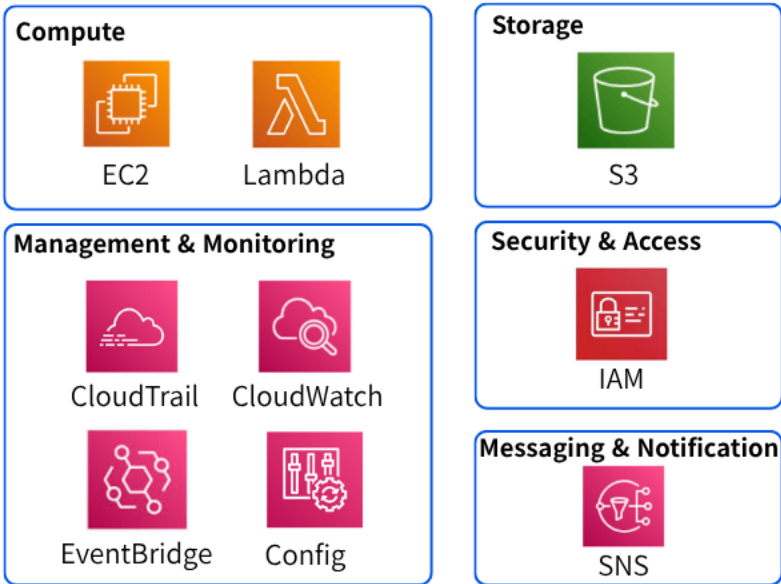 Compute
EC2
Lambda
Storage
S3
Management & Monitoring
CloudTrail
CloudWatch
EventBridge
Config
Security & Access
IAM
Messaging & Notification
SNS